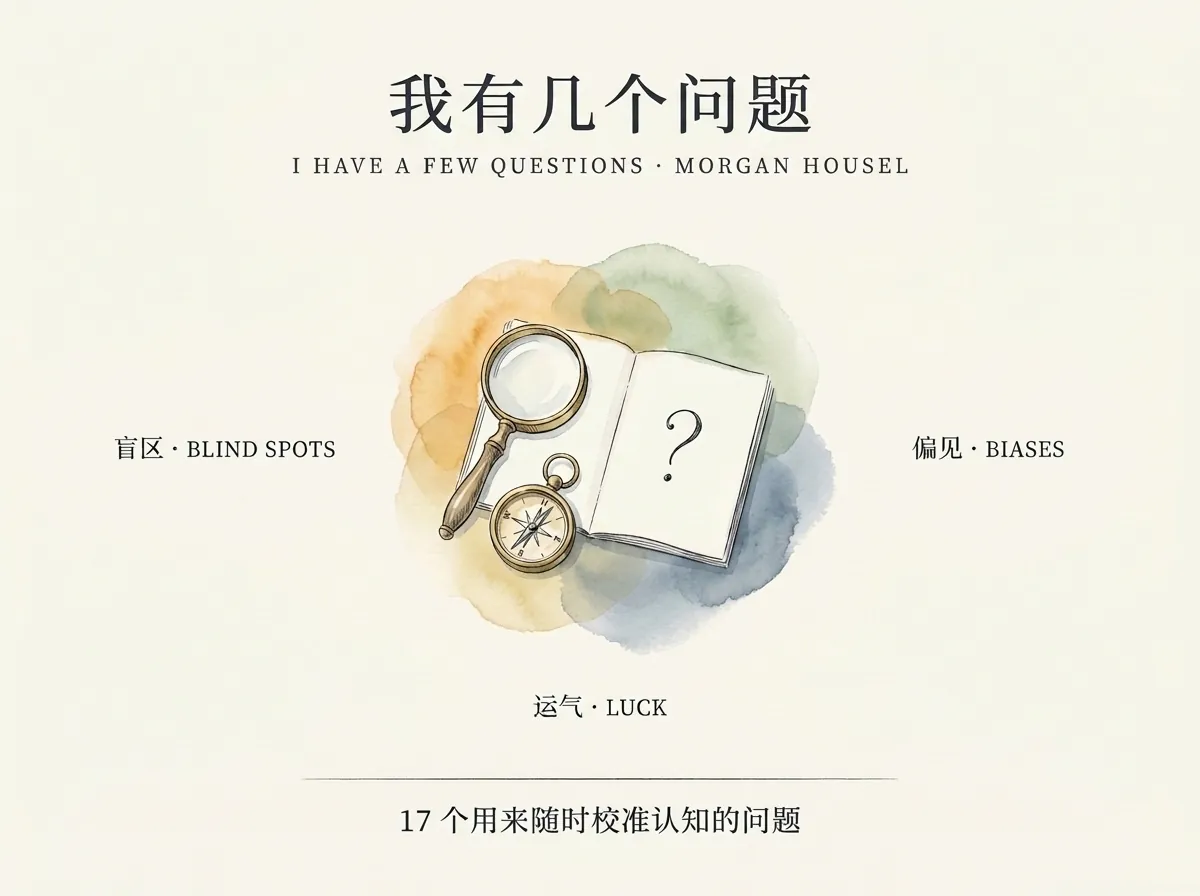 我有几个问题
I HAVE A FEW QUESTIONS · MORGAN HOUSEL
?
盲区 · BLIND SPOTS
偏见 · BIASES
运气 · LUCK
17 个用来随时校准认知的问题